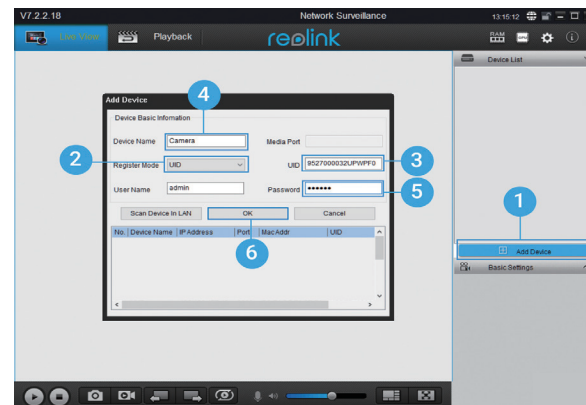 V7.2.2.18 Network Surveillance 13:15:12
Live View Playback reolink RAM CPU
Device List
Add Device
4
Device Basic Infomation
Device Name Camera Media Port
2 Register Mode UID UID 9527000032UPWPF0 3
User Name admin Password •••••• 5
1
Scan Device In LAN OK Cancel
No. Device Name IP Address Port MacAddr UID
6
Add Device
Basic Settings